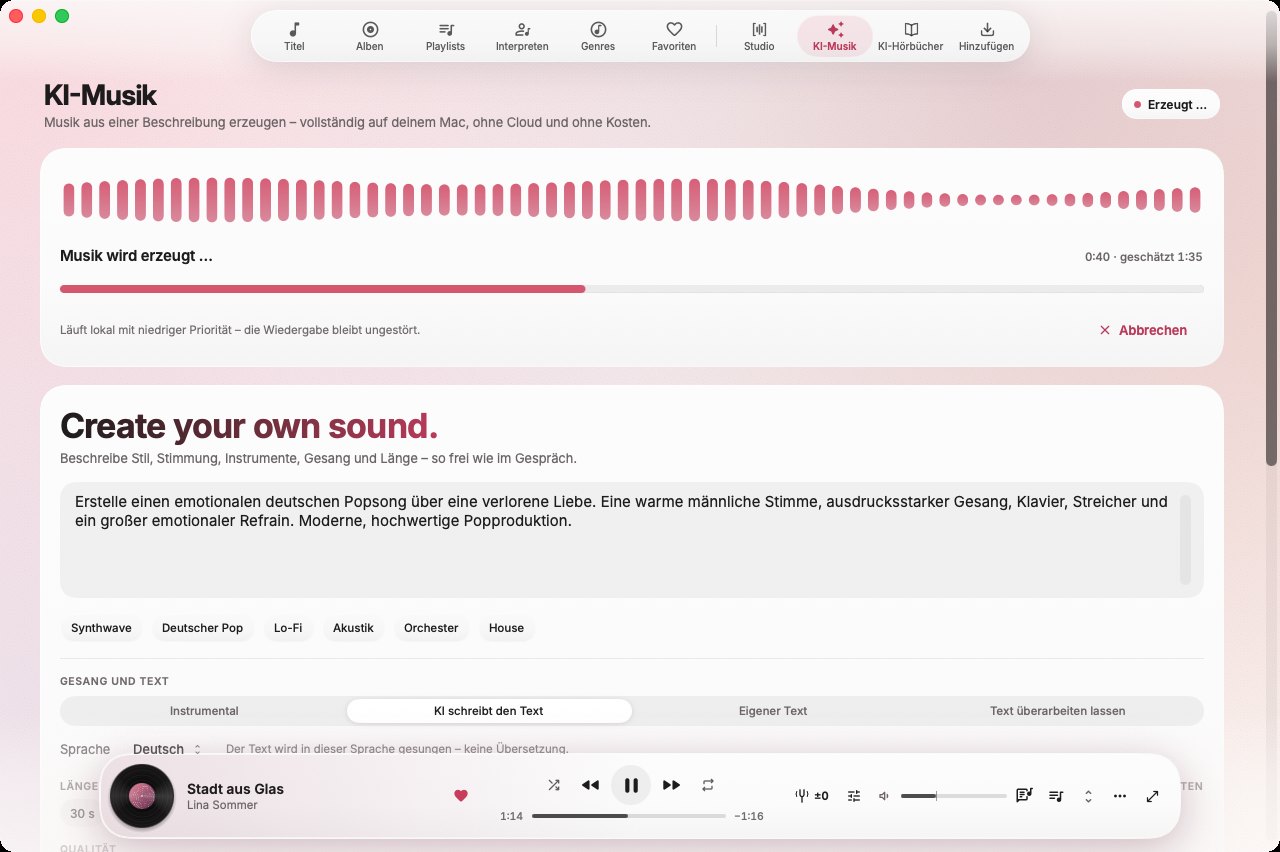 Titel
Alben
Playlists
Interpreten
Genres
Favoriten
Studio
KI-Musik
KI-Hörbücher
Hinzufügen
KI-Musik
Musik aus einer Beschreibung erzeugen – vollständig auf deinem Mac, ohne Cloud und ohne Kosten.
Erzeugt ...
Musik wird erzeugt ...
0:40 · geschätzt 1:35
Läuft lokal mit niedriger Priorität – die Wiedergabe bleibt ungestört.
Abbrechen
Create your own sound.
Beschreibe Stil, Stimmung, Instrumente, Gesang und Länge – so frei wie im Gespräch.
Erstelle einen emotionalen deutschen Popsong über eine verlorene Liebe. Eine warme männliche Stimme, ausdrucksstarker Gesang, Klavier, Streicher und
ein großer emotionaler Refrain. Moderne, hochwertige Popproduktion.
Synthwave
Deutscher Pop
Lo-Fi
Akustik
Orchester
House
GESANG UND TEXT
Instrumental
KI schreibt den Text
Eigener Text
Text überarbeiten lassen
Sprache
Deutsch
Der Text wird in dieser Sprache gesungen – keine Übersetzung.
LÄNGE
30 s
QUALITÄT
Stadt aus Glas
Lina Sommer
1:14
−1:16
±0